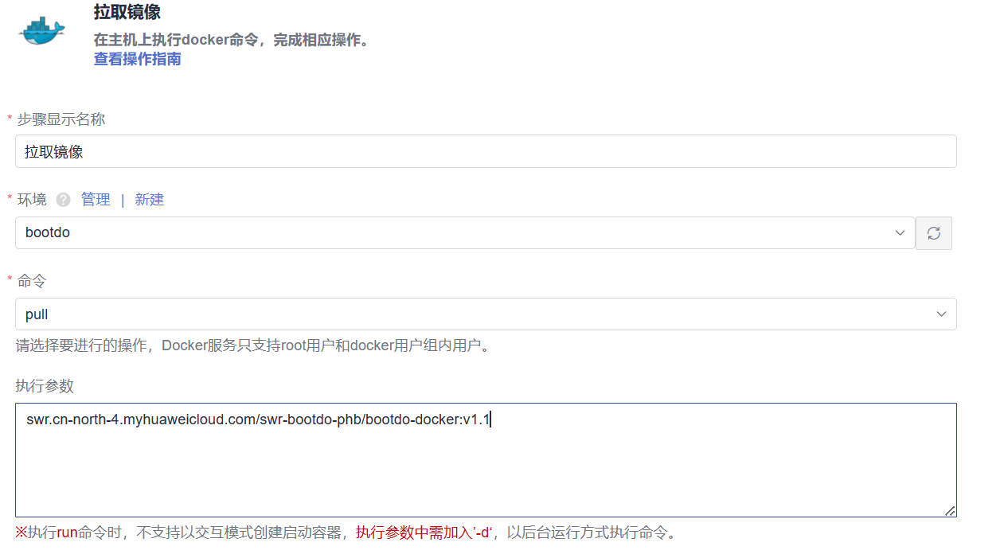 拉取镜像
在主机上执行docker命令，完成相应操作。
查看操作指南
* 步骤显示名称
拉取镜像
* 环境 ? 管理 | 新建
bootdo
* 命令
pull
请选择要进行的操作，Docker服务只支持root用户和docker用户组内用户。
执行参数
swr.cn-north-4.myhuaweicloud.com/swr-bootdo-phb/bootdo-docker:v1.1
※执行run命令时，不支持以交互模式创建启动容器，执行参数中需加入’-d‘，以后台运行方式执行命令。